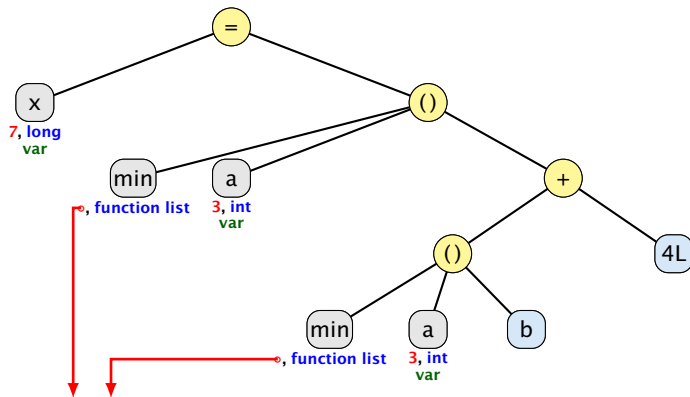 =
x
()
7, long
var
min
a
+
, function list
3, int
var
()
4L
min
a
b
, function list
3, int
var